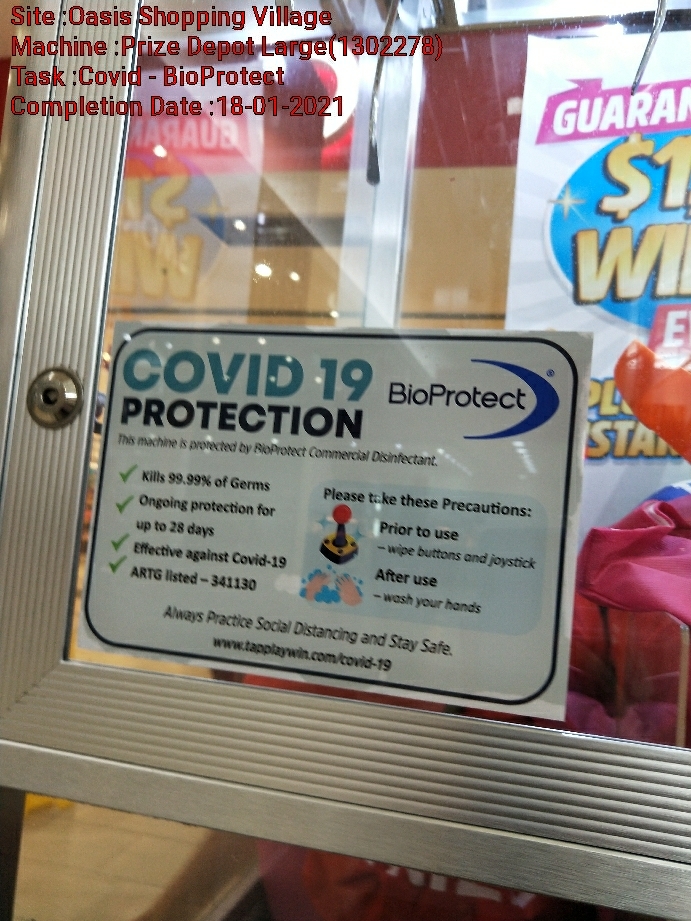 Site :Oasis Shopping Village
Machine :Prize Depot Large(1302278)
Task :Covid - BioProtect
Completion Date :18-01-2021
COVID 19
PROTECTION
BioProtect®
This machine is protected by BioProtect Commercial Disinfectant.
Kills 99.99% of Germs
Ongoing protection for
up to 28 days
Effective against Covid-19
ARTG listed – 341130
Please take these Precautions:
Prior to use
– wipe buttons and joystick
After use
– wash your hands
Always Practice Social Distancing and Stay Safe.
www.tapplaywin.com/covid-19